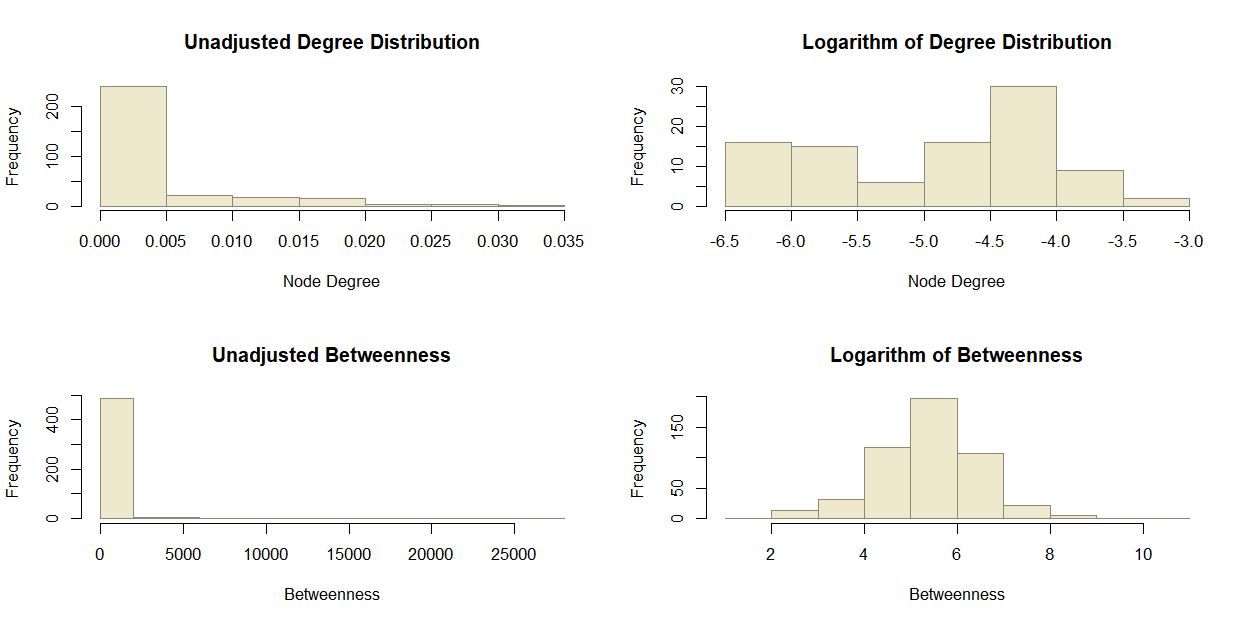 Unadjusted Degree Distribution
Frequency
0 100 200
0.000 0.005 0.010 0.015 0.020 0.025 0.030 0.035
Node Degree
Logarithm of Degree Distribution
Frequency
0 10 20 30
-6.5 -6.0 -5.5 -5.0 -4.5 -4.0 -3.5 -3.0
Node Degree
Unadjusted Betweenness
Frequency
0 200 400
0 5000 10000 15000 20000 25000
Betweenness
Logarithm of Betweenness
Frequency
0 50 150
2 4 6 8 10
Betweenness